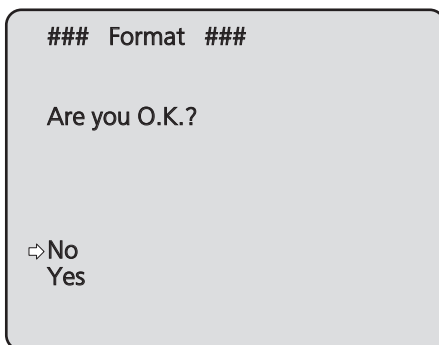 ### Format ###
Are you O.K.?
⇨No
Yes